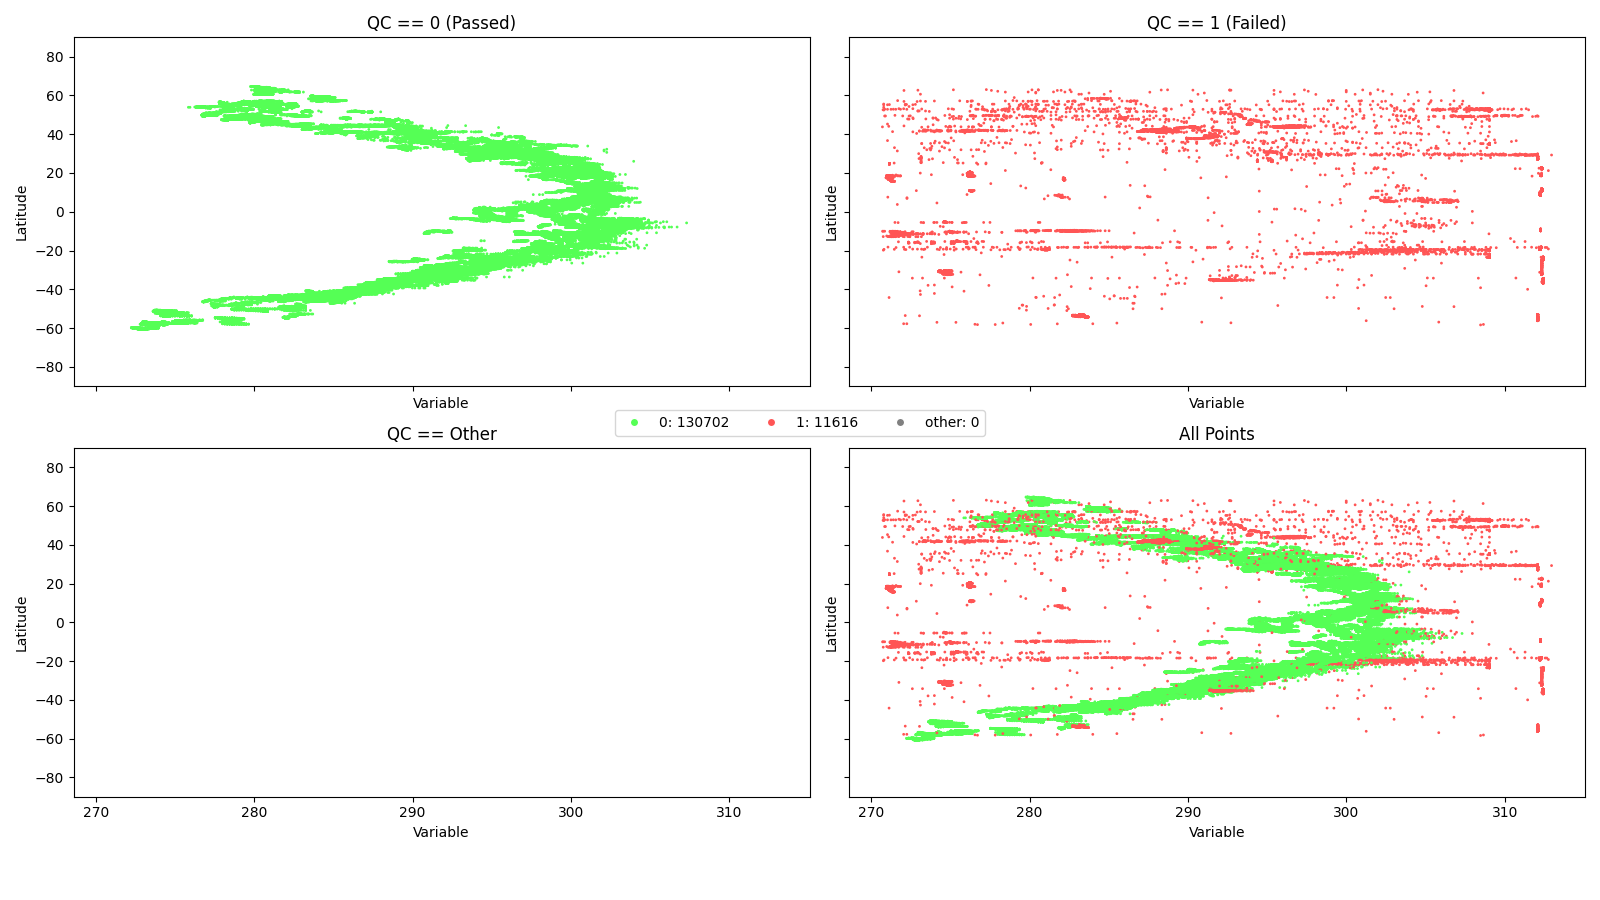 QC == 0 (Passed)
QC == 1 (Failed)
80
60
40
20
0
−20
−40
−60
−80
Latitude
Latitude
Variable
Variable
0: 130702 1: 11616 other: 0
QC == Other
All Points
80
60
40
20
0
−20
−40
−60
−80
Latitude
Latitude
270 280 290 300 310
270 280 290 300 310
Variable
Variable